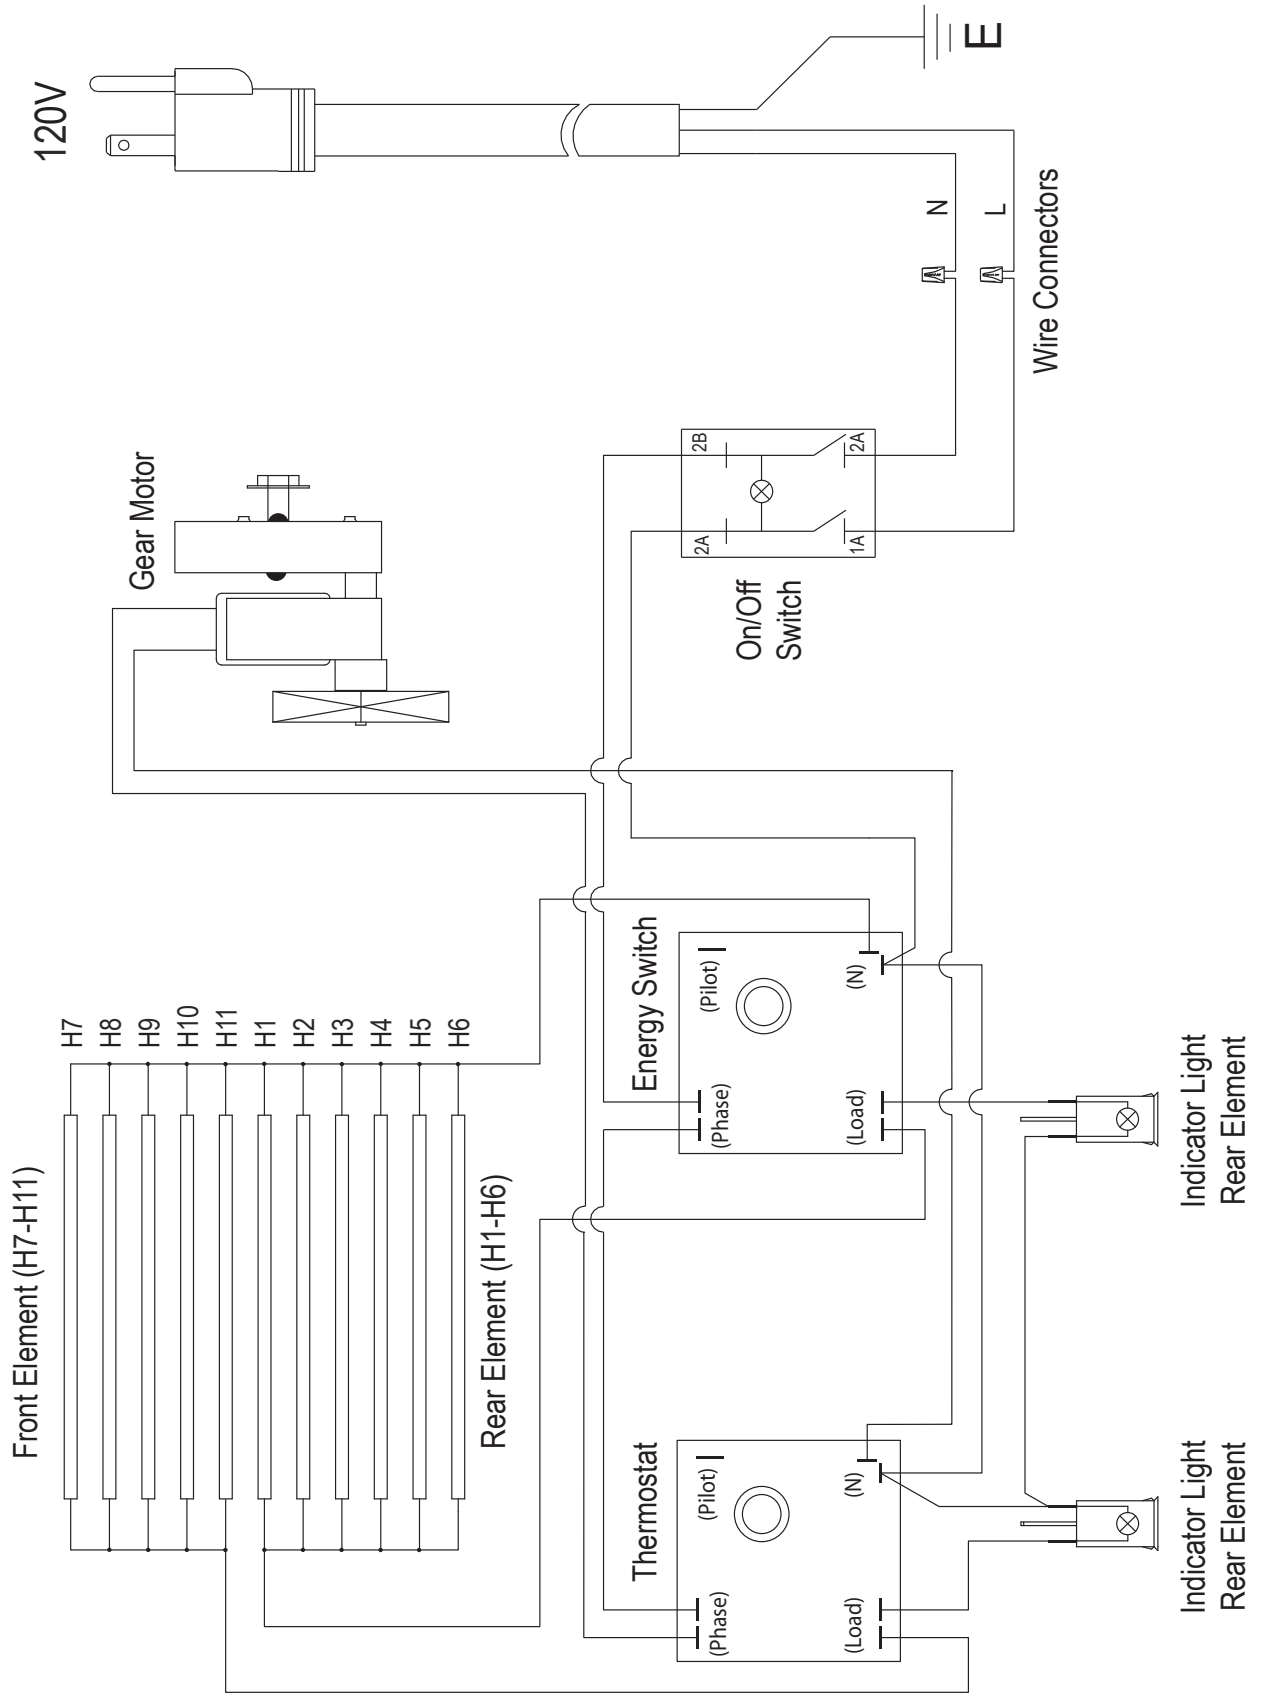 120V
E
N
L
Wire Connectors
Gear Motor
2B
2A
2A
1A
On/Off
Switch
H7
H8
H9
H10
H11
H1
H2
H3
H4
H5
H6
Front Element (H7-H11)
Rear Element (H1-H6)
Energy Switch
(Pilot)
(N)
(Phase)
(Load)
Thermostat
(Pilot)
(N)
(Phase)
(Load)
Indicator Light
Rear Element
Indicator Light
Rear Element